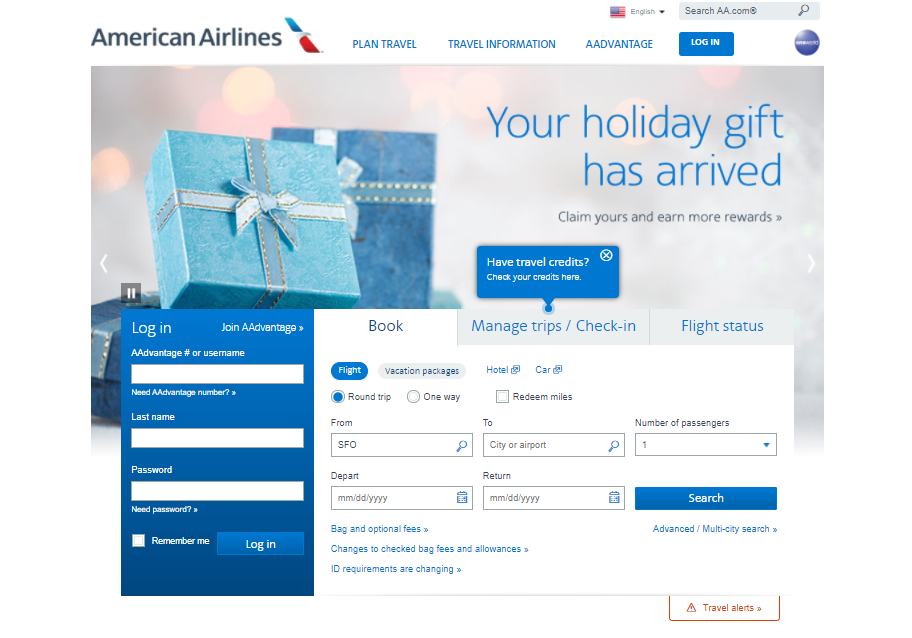 English
Search AA.com®
American Airlines
PLAN TRAVEL
TRAVEL INFORMATION
AADVANTAGE
LOG IN
Your holiday gift
has arrived
Claim yours and earn more rewards »
Have travel credits?
Check your credits here.
Log in
Join AAdvantage »
AAdvantage # or username
Need AAdvantage number? »
Last name
Password
Need password? »
Remember me
Log in
Book
Manage trips / Check-in
Flight status
Flight
Vacation packages
Hotel
Car
Round trip
One way
Redeem miles
From
To
Number of passengers
SFO
City or airport
1
Depart
Return
mm/dd/yyyy
mm/dd/yyyy
Search
Bag and optional fees »
Advanced / Multi-city search »
Changes to checked bag fees and allowances »
ID requirements are changing »
Travel alerts »